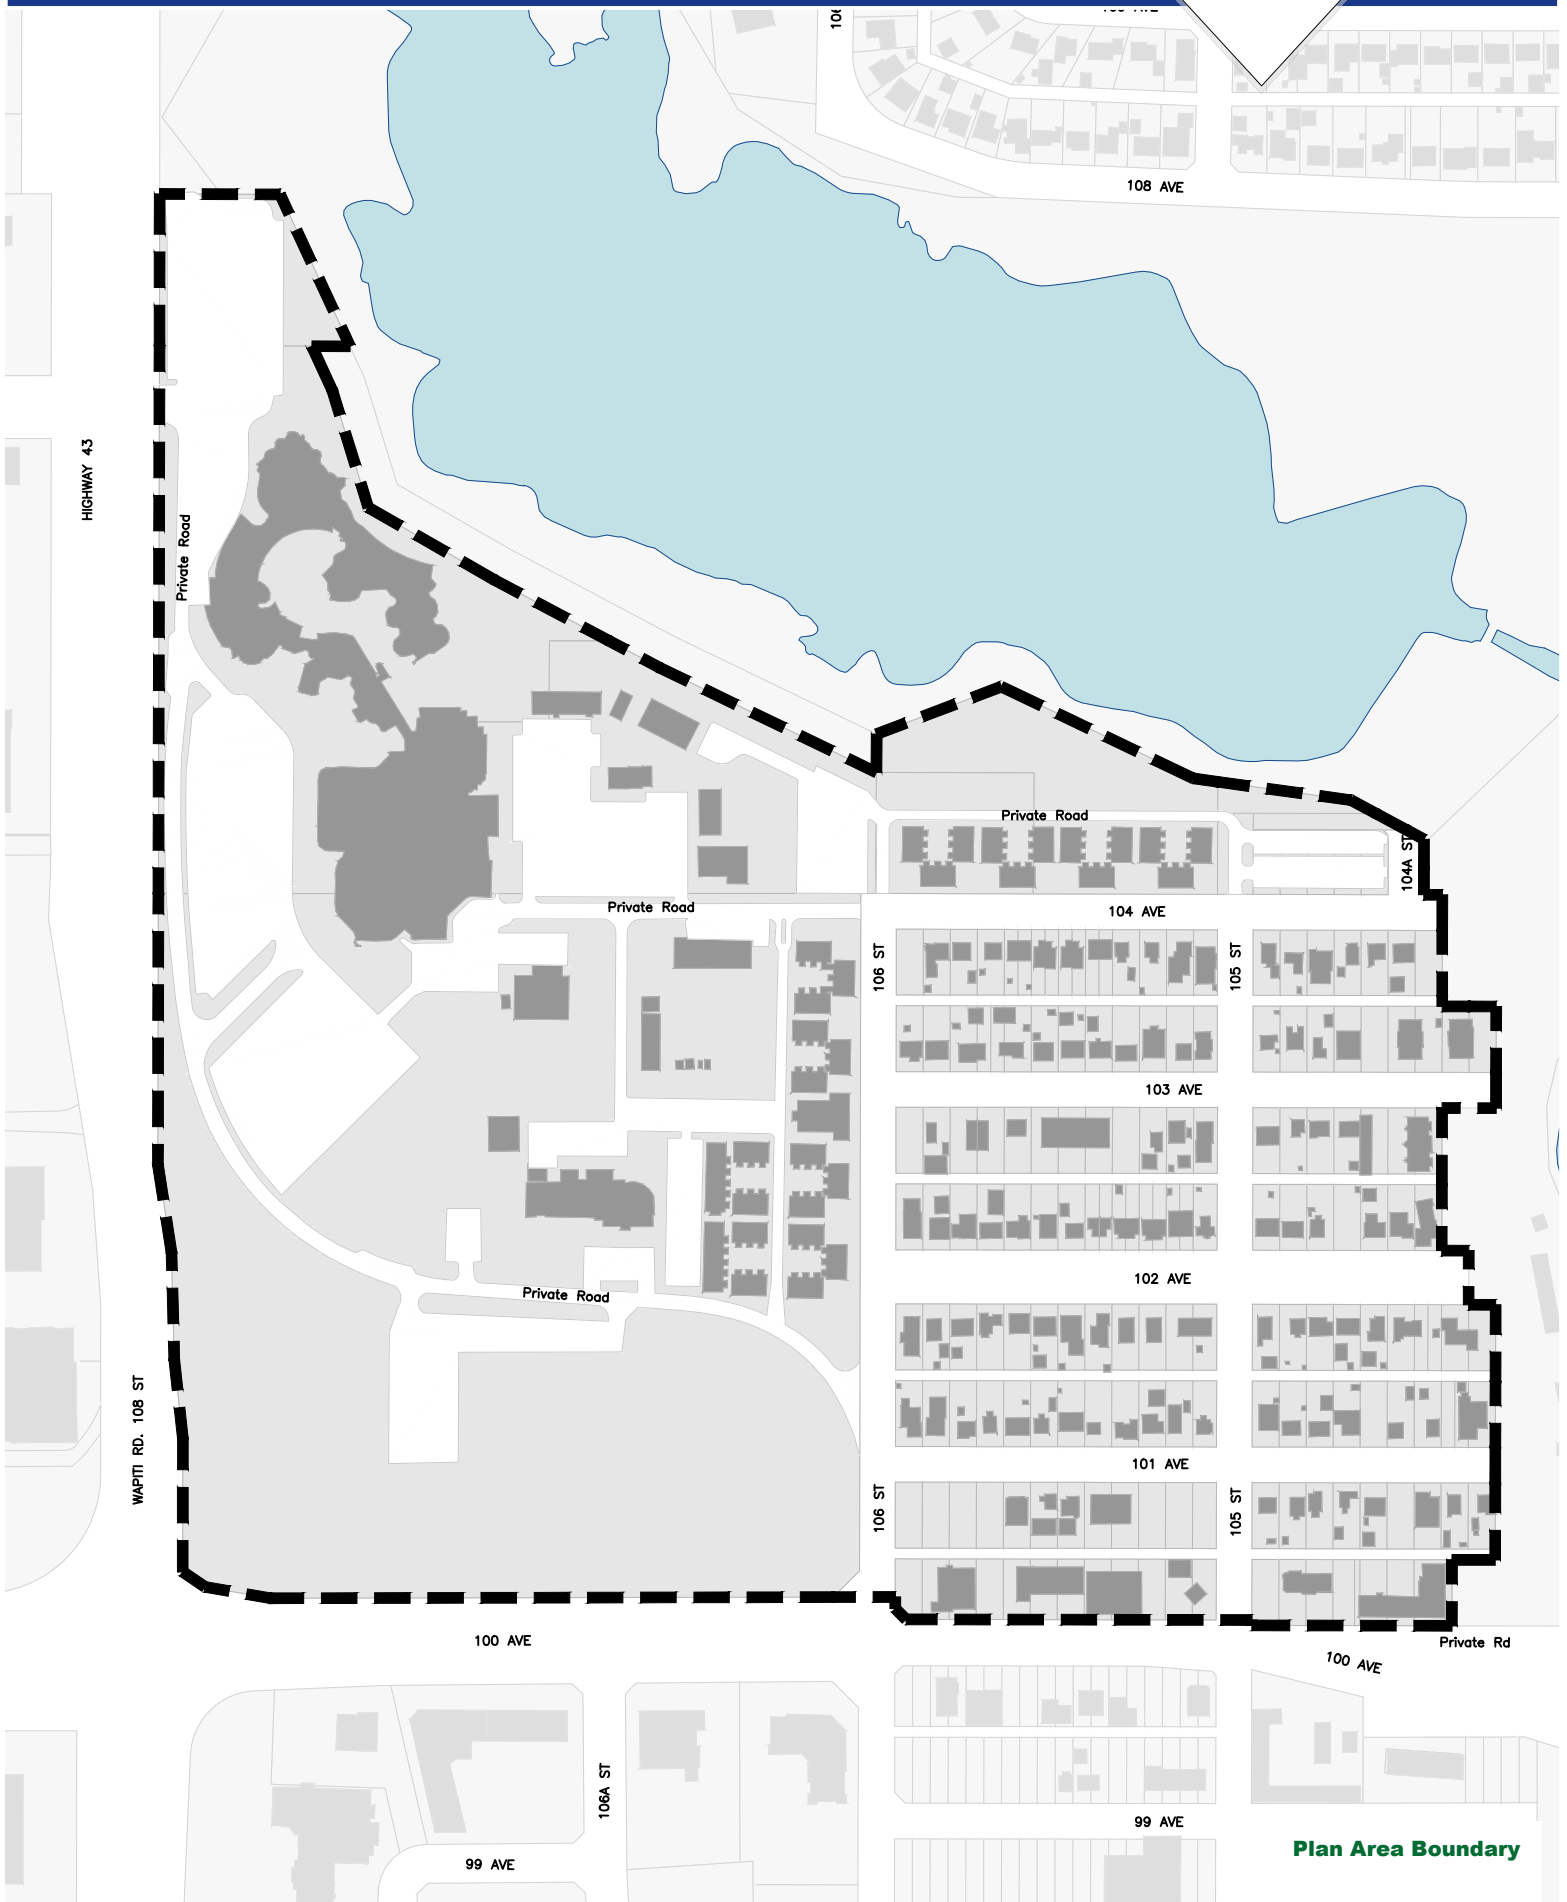 108 AVE
HIGHWAY 43
Private Road
Private Road
104A ST
Private Road
104 AVE
106 ST
105 ST
103 AVE
102 AVE
Private Road
WAPITI RD. 108 ST
101 AVE
106 ST
105 ST
100 AVE
Private Rd
100 AVE
106A ST
99 AVE
Plan Area Boundary
99 AVE